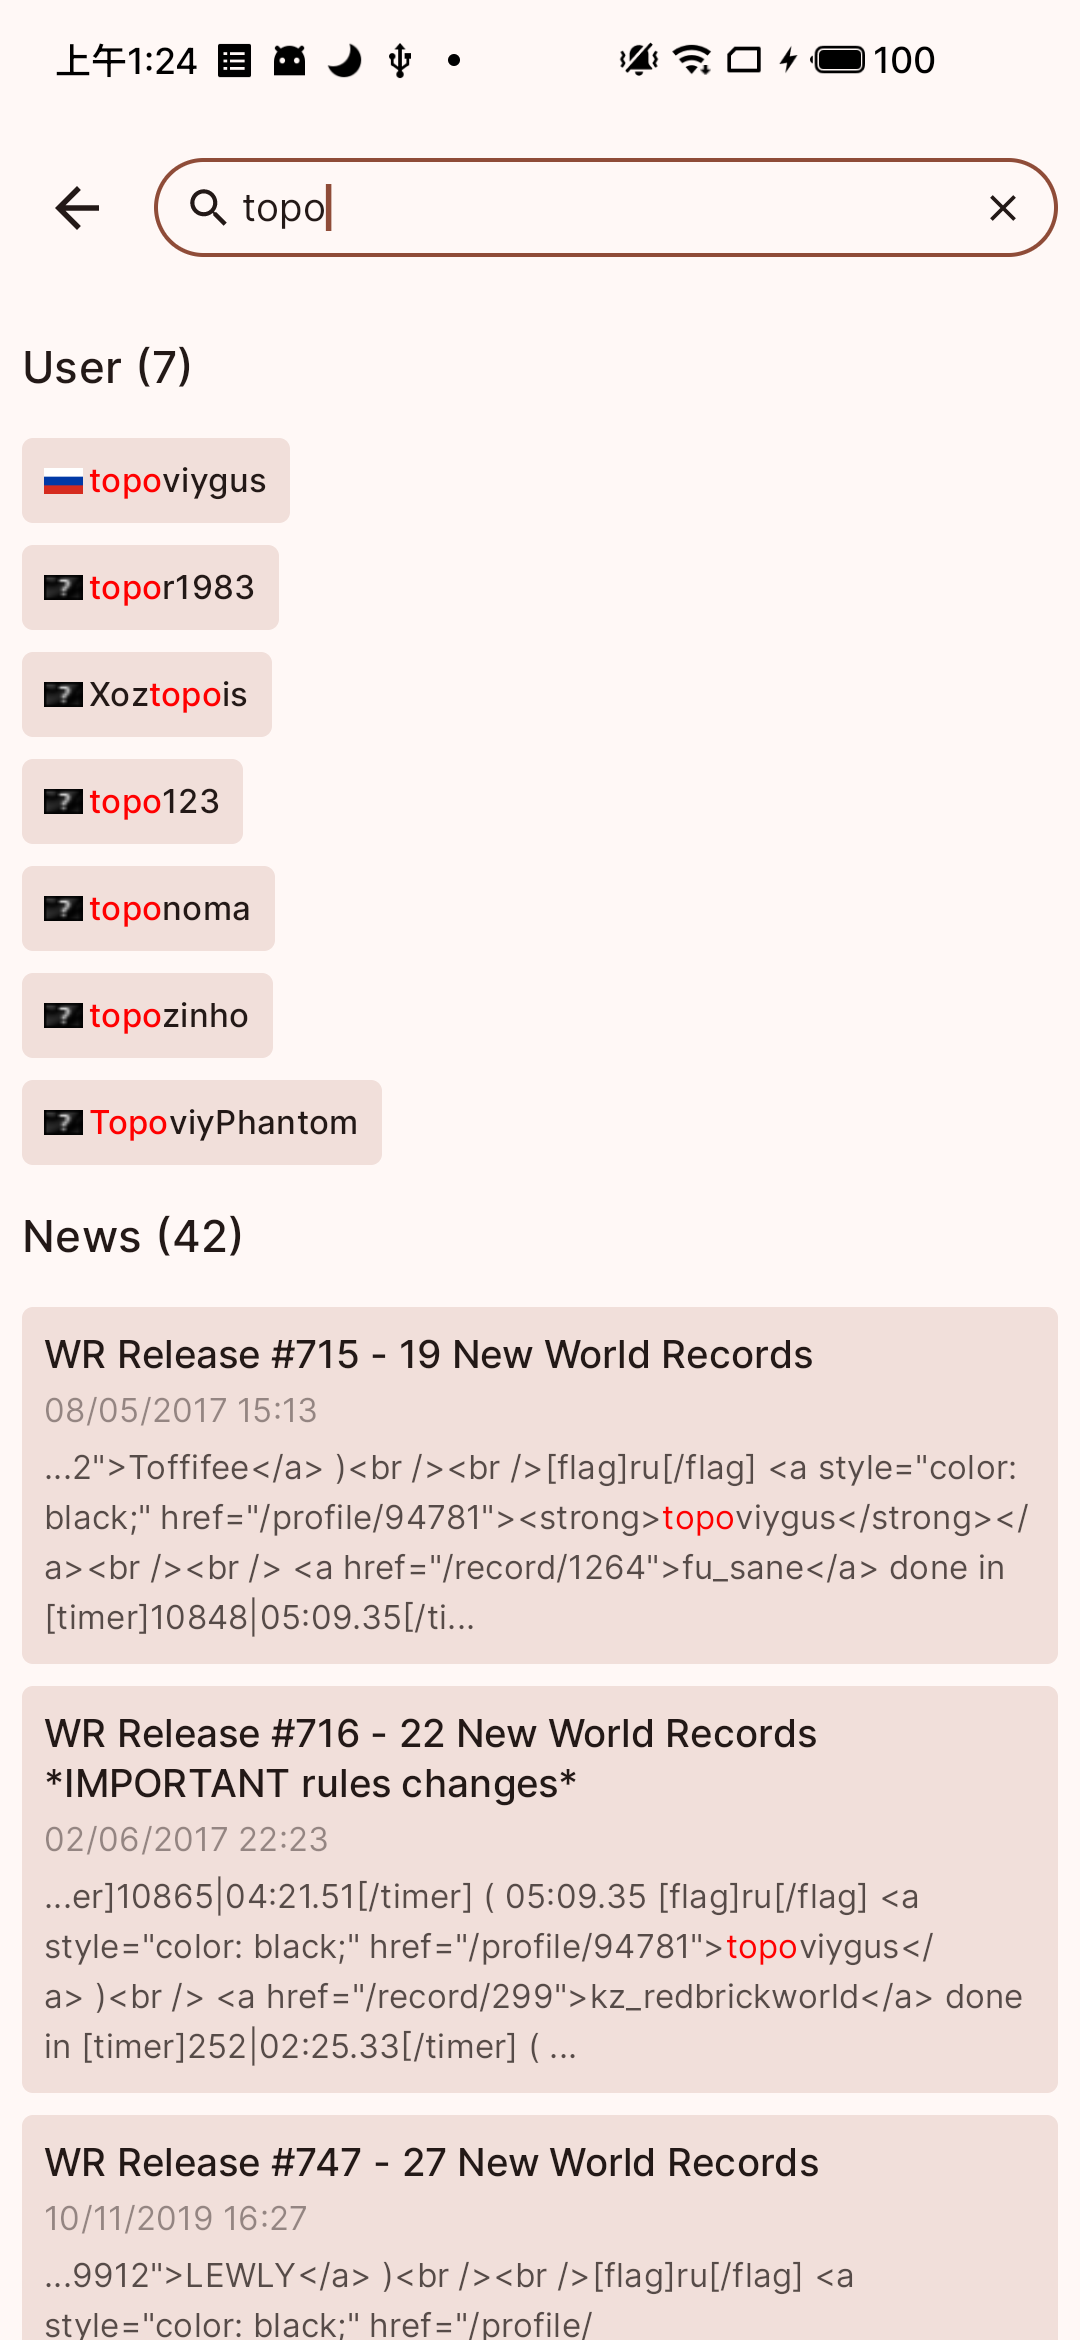 上午1:24
100
topo
User (7)
topoviygus
topor1983
Xoztopois
topo123
toponoma
topozinho
TopoviyPhantom
News (42)
WR Release #715 - 19 New World Records
08/05/2017 15:13
...2">Toffifee</a> )<br /><br />[flag]ru[/flag] <a style="color:
black;" href="/profile/94781"><strong>topoviygus</strong></
a><br /><br /> <a href="/record/1264">fu_sane</a> done in
[timer]10848|05:09.35[/ti...
WR Release #716 - 22 New World Records
*IMPORTANT rules changes*
02/06/2017 22:23
...er]10865|04:21.51[/timer] ( 05:09.35 [flag]ru[/flag] <a
style="color: black;" href="/profile/94781">topoviygus</
a> )<br /> <a href="/record/299">kz_redbrickworld</a> done
in [timer]252|02:25.33[/timer] ( ...
WR Release #747 - 27 New World Records
10/11/2019 16:27
...9912">LEWLY</a> )<br /><br />[flag]ru[/flag] <a
style="color: black;" href="/profile/